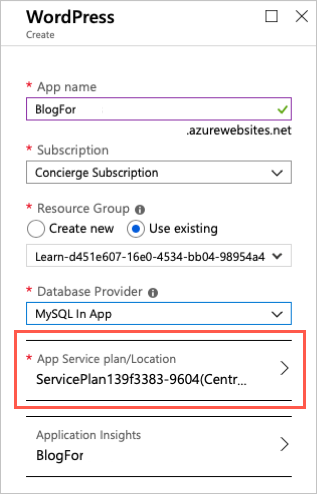 WordPress
Create
* App name
BlogFor
.azurewebsites.net
* Subscription
Concierge Subscription
* Resource Group
Create new Use existing
Learn-d451e607-16e0-4534-bb04-98954a4
* Database Provider
MySQL In App
* App Service plan/Location
ServicePlan139f3383-9604(Centr...
Application Insights
BlogFor